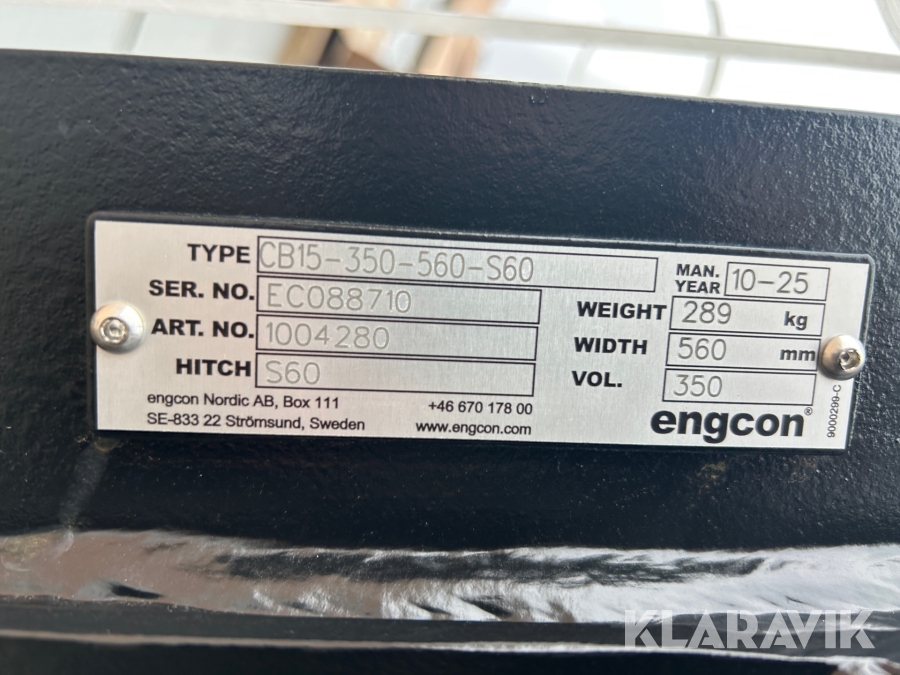 TYPE CB15-350-560-S60
MAN. YEAR 10-25
SER. NO. EC088710
WEIGHT 289 kg
ART. NO. 1004280
WIDTH 560 mm
HITCH S60
VOL. 350
engcon Nordic AB, Box 111 +46 670 178 00
SE-833 22 Strömsund, Sweden www.engcon.com
engcon®
9000299-C
KLARAVIK